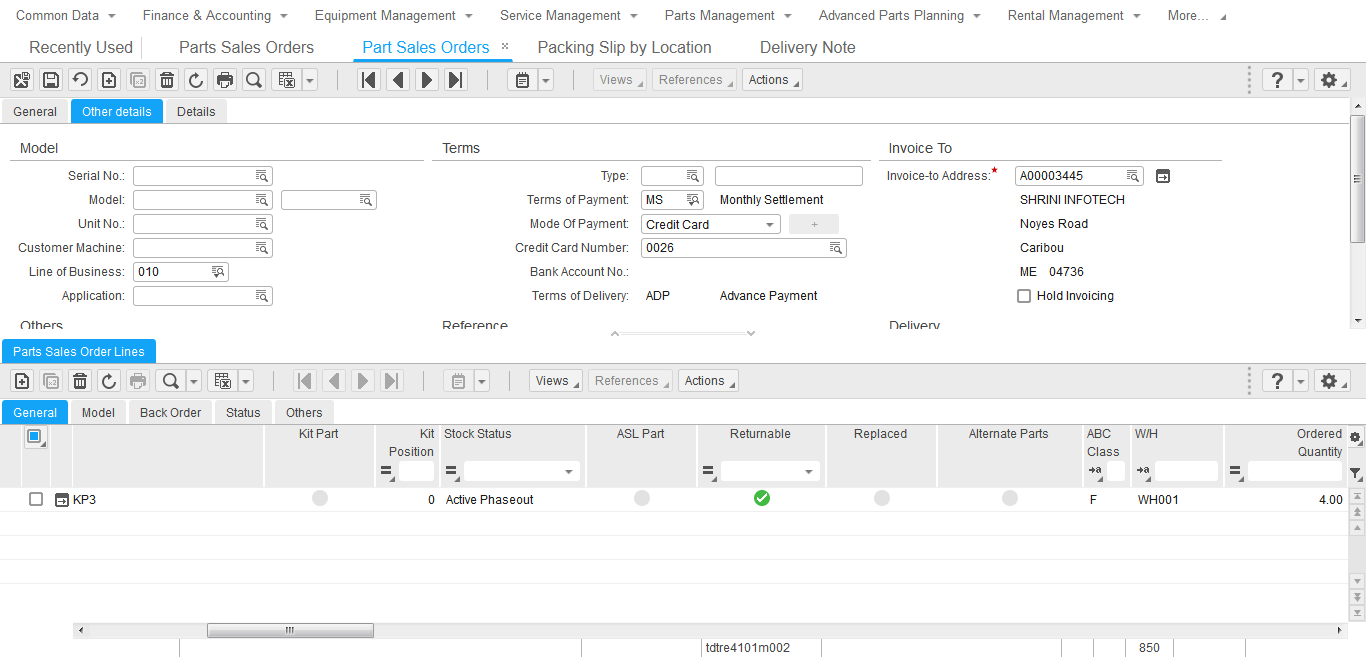 Common Data Finance & Accounting Equipment Management Service Management Parts Management Advanced Parts Planning Rental Management More...
Recently Used Parts Sales Orders Part Sales Orders × Packing Slip by Location Delivery Note
Views References Actions ?
General Other details Details
Model Terms Invoice To
Serial No.: Type: Invoice-to Address:* A00003445
Model: Terms of Payment: MS Monthly Settlement SHRINI INFOTECH
Unit No.: Mode Of Payment: Credit Card + Noyes Road
Customer Machine: Credit Card Number: 0026 Caribou
Line of Business: 010 Bank Account No.: ME 04736
Application: Terms of Delivery: ADP Advance Payment Hold Invoicing
Others Reference Delivery
Parts Sales Order Lines
Views References Actions ?
General Model Back Order Status Others
Kit Part Kit Stock Status ASL Part Returnable Replaced Alternate Parts ABC W/H Ordered
Position Class Quantity
KP3 0 Active Phaseout F WH001 4.00
tdtre4101m002 850